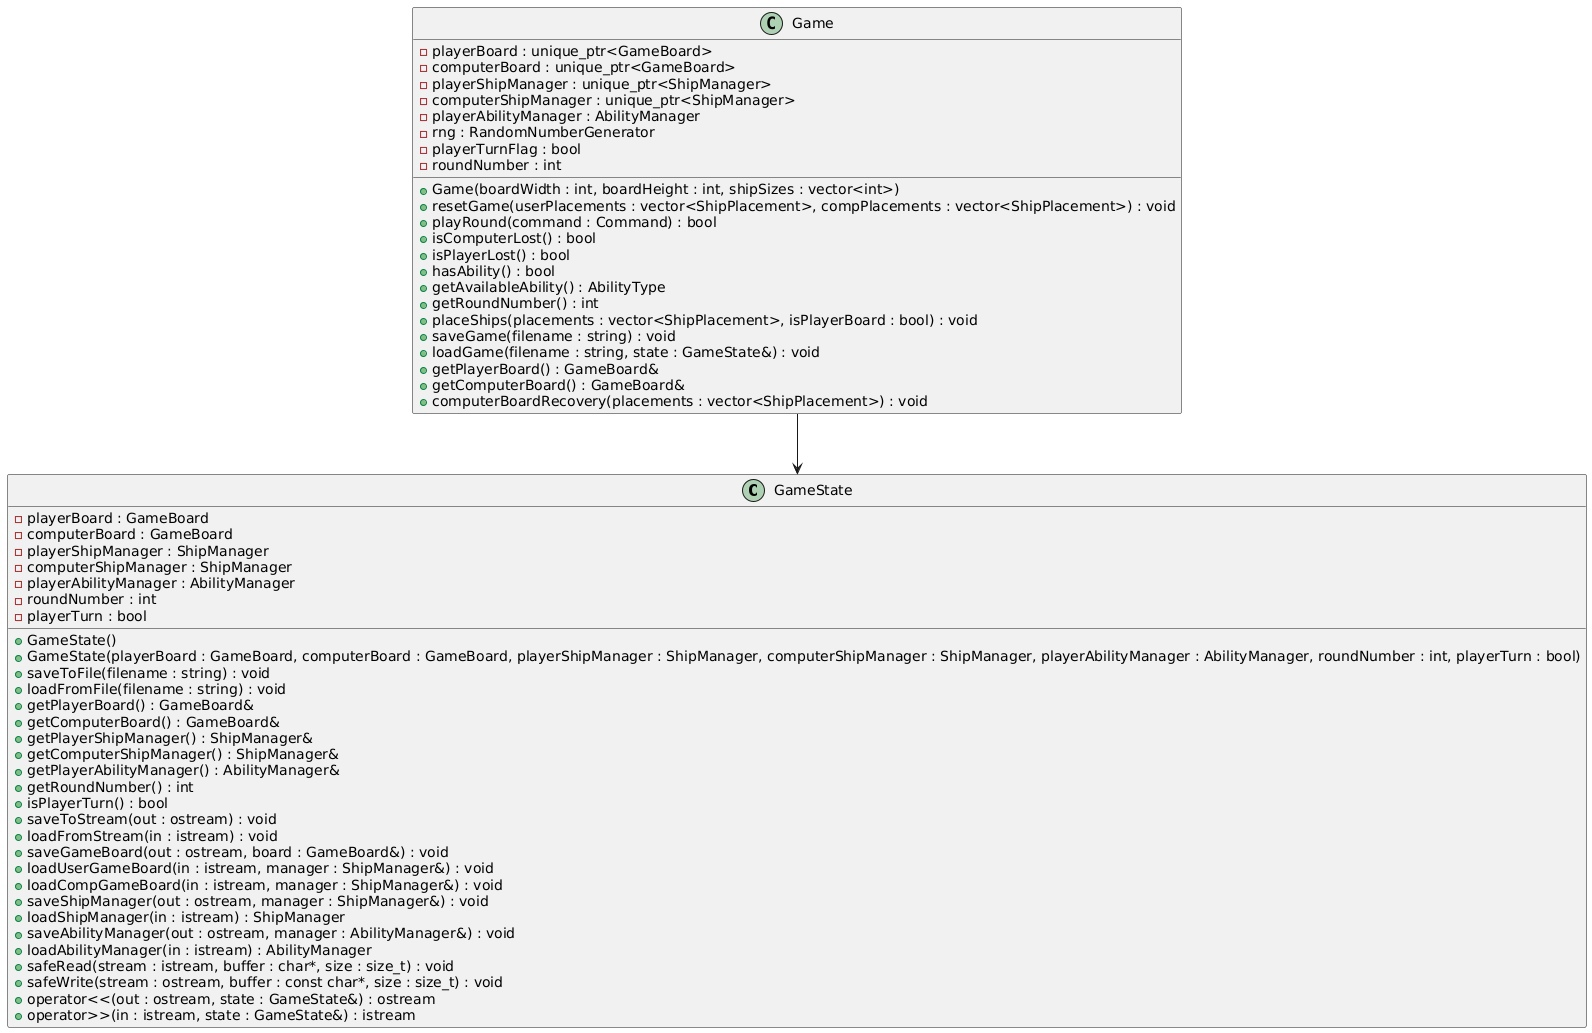 C Game
playerBoard : unique_ptr<GameBoard>
computerBoard : unique_ptr<GameBoard>
playerShipManager : unique_ptr<ShipManager>
computerShipManager : unique_ptr<ShipManager>
playerAbilityManager : AbilityManager
rng : RandomNumberGenerator
playerTurnFlag : bool
roundNumber : int
Game(boardWidth : int, boardHeight : int, shipSizes : vector<int>)
resetGame(userPlacements : vector<ShipPlacement>, compPlacements : vector<ShipPlacement>) : void
playRound(command : Command) : bool
isComputerLost() : bool
isPlayerLost() : bool
hasAbility() : bool
getAvailableAbility() : AbilityType
getRoundNumber() : int
placeShips(placements : vector<ShipPlacement>, isPlayerBoard : bool) : void
saveGame(filename : string) : void
loadGame(filename : string, state : GameState&) : void
getPlayerBoard() : GameBoard&
getComputerBoard() : GameBoard&
computerBoardRecovery(placements : vector<ShipPlacement>) : void
C GameState
playerBoard : GameBoard
computerBoard : GameBoard
playerShipManager : ShipManager
computerShipManager : ShipManager
playerAbilityManager : AbilityManager
roundNumber : int
playerTurn : bool
GameState()
GameState(playerBoard : GameBoard, computerBoard : GameBoard, playerShipManager : ShipManager, computerShipManager : ShipManager, playerAbilityManager : AbilityManager, roundNumber : int, playerTurn : bool)
saveToFile(filename : string) : void
loadFromFile(filename : string) : void
getPlayerBoard() : GameBoard&
getComputerBoard() : GameBoard&
getPlayerShipManager() : ShipManager&
getComputerShipManager() : ShipManager&
getPlayerAbilityManager() : AbilityManager&
getRoundNumber() : int
isPlayerTurn() : bool
saveToStream(out : ostream) : void
loadFromStream(in : istream) : void
saveGameBoard(out : ostream, board : GameBoard&) : void
loadUserGameBoard(in : istream, manager : ShipManager&) : void
loadCompGameBoard(in : istream, manager : ShipManager&) : void
saveShipManager(out : ostream, manager : ShipManager&) : void
loadShipManager(in : istream) : ShipManager
saveAbilityManager(out : ostream, manager : AbilityManager&) : void
loadAbilityManager(in : istream) : AbilityManager
safeRead(stream : istream, buffer : char*, size : size_t) : void
safeWrite(stream : ostream, buffer : const char*, size : size_t) : void
operator<<(out : ostream, state : GameState&) : ostream
operator>>(in : istream, state : GameState&) : istream